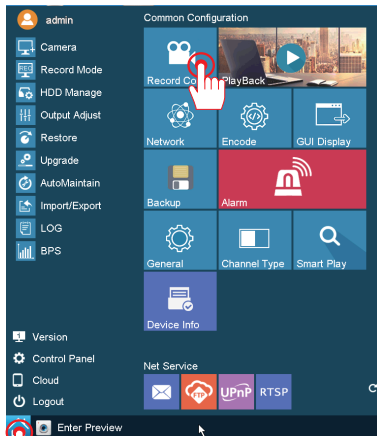 admin
Camera
Record Mode
HDD Manage
Output Adjust
Restore
Upgrade
AutoMaintain
Import/Export
LOG
BPS
Version
Control Panel
Cloud
Logout
Enter Preview
Common Configuration
REC
Record Co
PlayBack
Network
Encode
GUI Display
Backup
Alarm
General
Channel Type
Smart Play
Device Info
Net Service
FTP
UPnP
RTSP